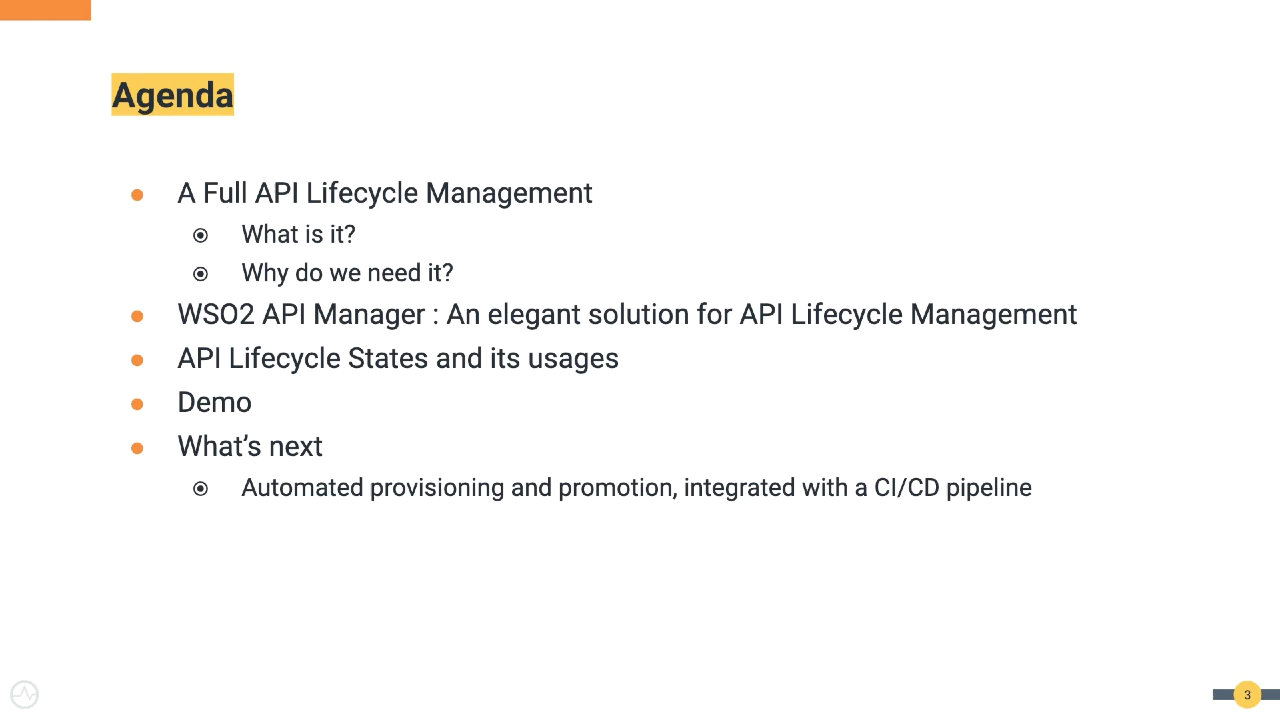 Agenda
A Full API Lifecycle Management
What is it?
Why do we need it?
WSO2 API Manager : An elegant solution for API Lifecycle Management
API Lifecycle States and its usages
Demo
What’s next
Automated provisioning and promotion, integrated with a CI/CD pipeline
3